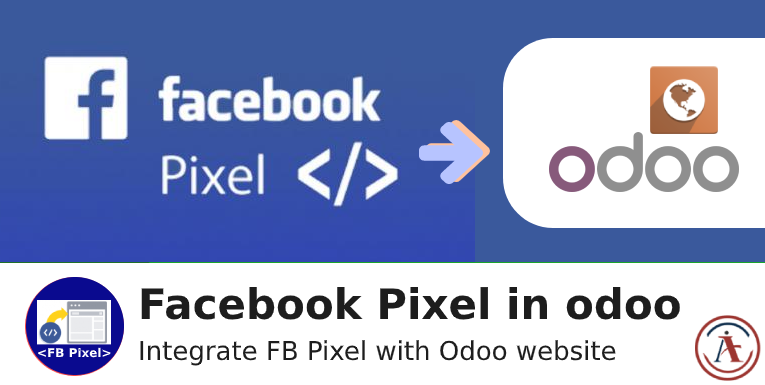 facebook
Pixel </>
odoo
Facebook Pixel in odoo
Integrate FB Pixel with Odoo website
</>
<FB Pixel>